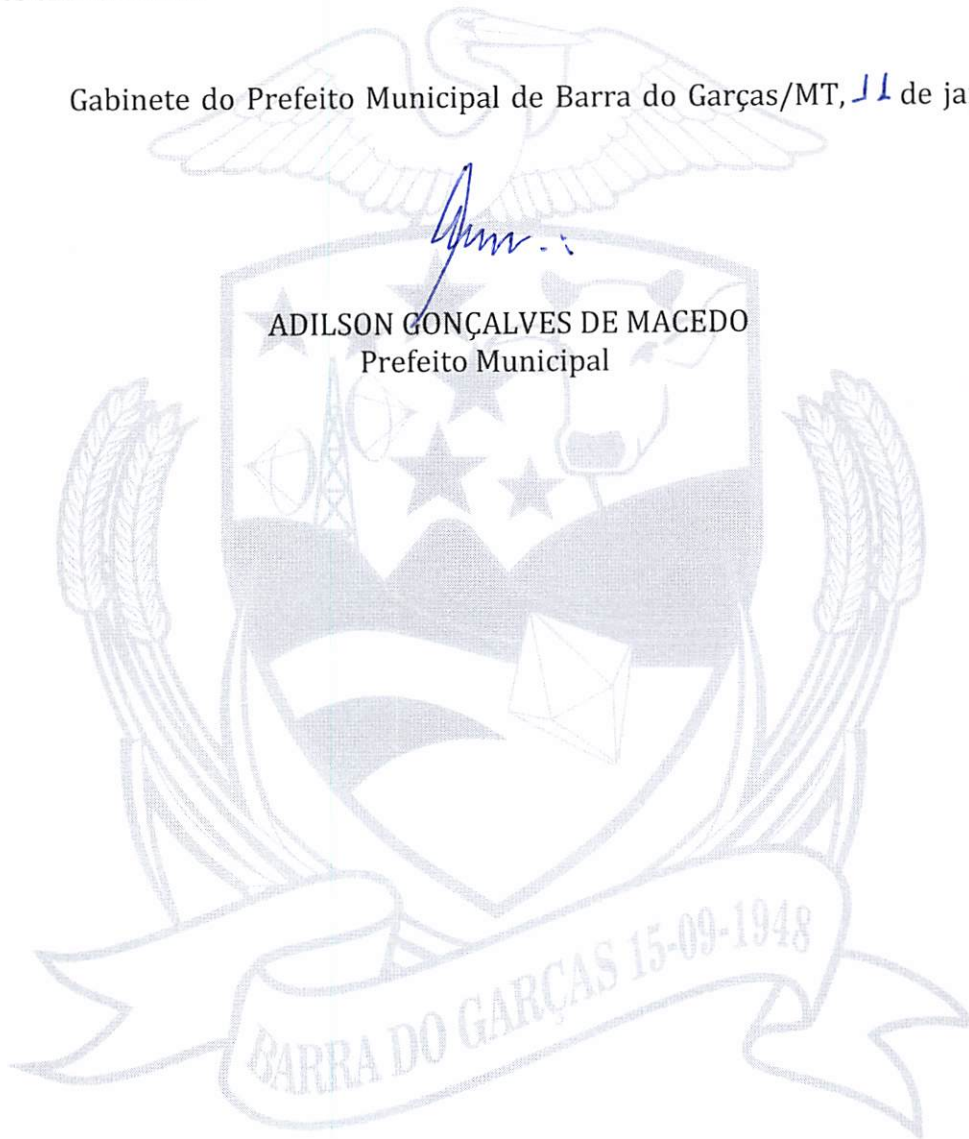 Gabinete do Prefeito Municipal de Barra do Garças/MT, 11 de ja
ADILSON GONÇALVES DE MACEDO
Prefeito Municipal
BARRA DO GARÇAS 15-09-1948